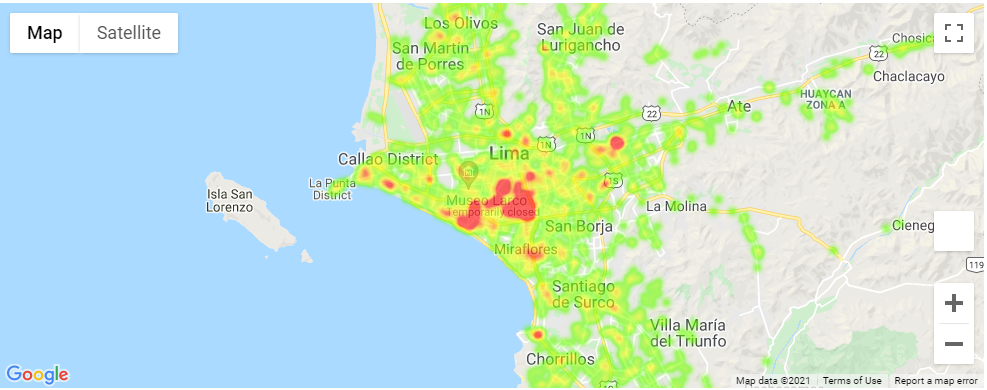 Map
Satellite
Los Olivos
San Juan de
Lurigancho
San Martin
de Porres
22
Chosica
Chaclacayo
HUAYCAN
ZONA A
1N
22
Ate
1N
1N
Lima
Callao District
La Punta
District
1S
Isla San
Lorenzo
Museo Larco
Temporarily closed
La Molina
San Borja
Cieneg
Miraflores
119
Santiago
de Surco
Villa María
del Triunfo
Chorrillos
1S
Google
Map data ©2021
Terms of Use
Report a map error